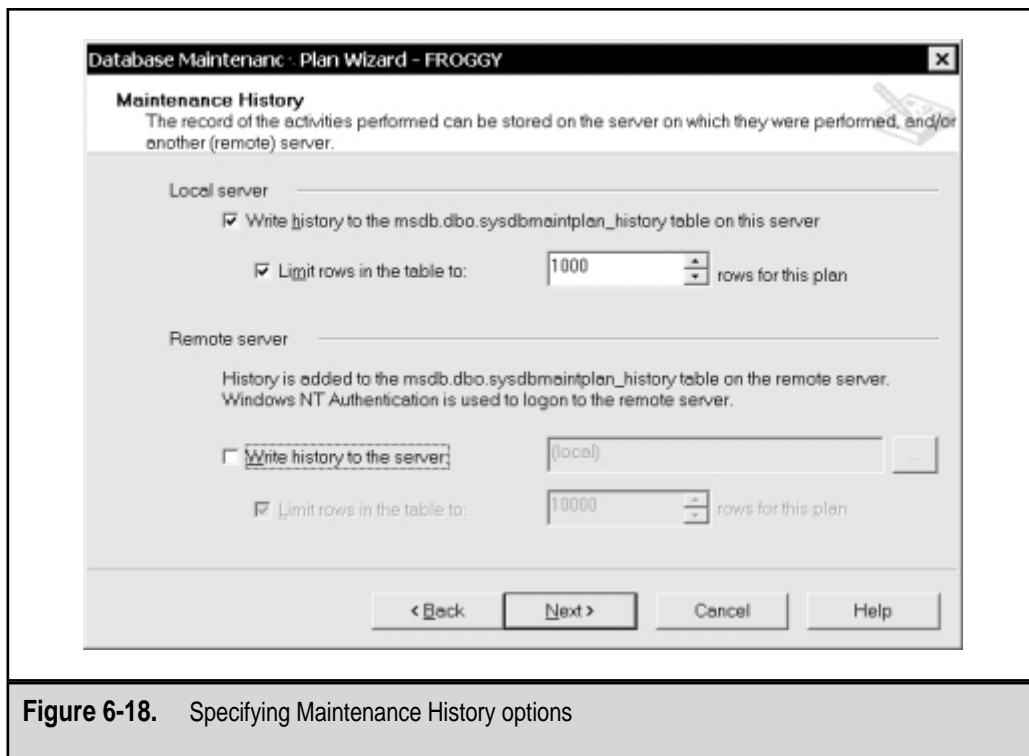 Database Maintenanc Plan Wizard - FROGGY
Maintenance History
The record of the activities performed can be stored on the server on which they were performed, and/or
another (remote) server.
Local server
Write history to the msdb.dbo.sysdbmaintplan_history table on this server
Limit rows in the table to: 1000 rows for this plan
Remote server
History is added to the msdb.dbo.sysdbmaintplan_history table on the remote server.
Windows NT Authentication is used to logon to the remote server.
Write history to the server: (local) ...
Limit rows in the table to: 10000 rows for this plan
< Back Next > Cancel Help
Figure 6-18. Specifying Maintenance History options